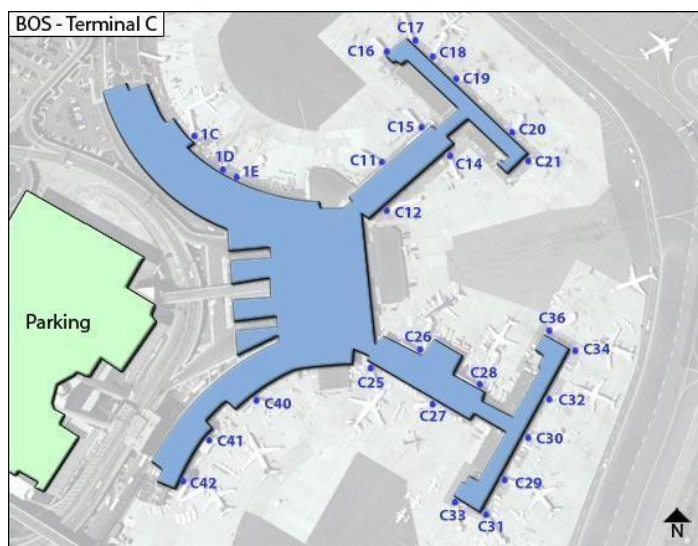 BOS - Terminal C
C17
C16
C18
C19
C15
C20
1C
C11
C14
C21
1D
1E
C12
Parking
C36
C26
C34
C25
C28
C40
C27
C32
C41
C30
C42
C29
C33
C31
N